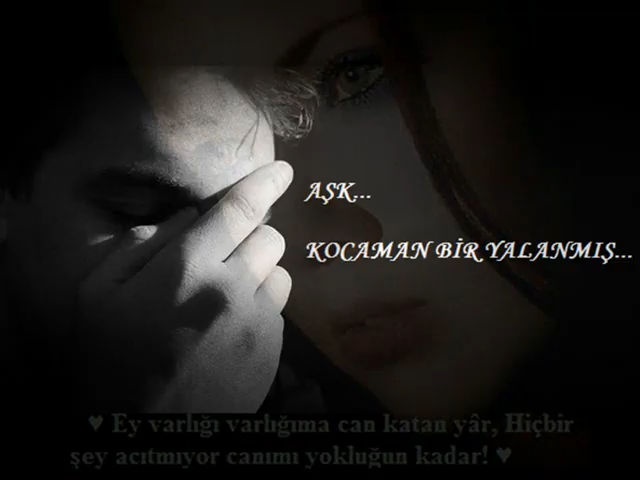 AŞK...
KOCAMAN BİR YALANMIŞ...
♥ Ey varlığı varlığıma can katan yâr, Hiçbir
şey acıtmıyor canımı yokluğun kadar! ♥